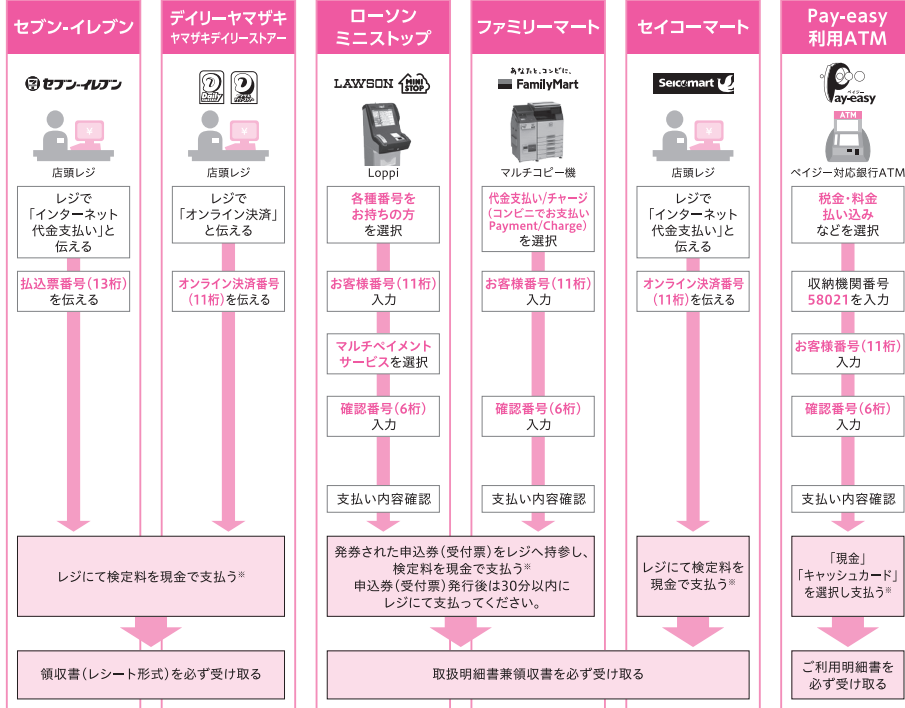 セブン-イレブン
セブン-イレブン
店頭レジ
レジで
「インターネット
代金支払い」と
伝える
払込票番号(13桁)
を伝える
デイリーヤマザキ
ヤマザキデイリーストアー
Daily
店頭レジ
レジで
「オンライン決済」
と伝える
オンライン決済番号
(11桁)を伝える
レジにて検定料を現金で支払う※
領収書(レシート形式)を必ず受け取る
ローソン
ミニストップ
LAWSON
MINI
STOP
Loppi
各種番号を
お持ちの方
を選択
お客様番号(11桁)
入力
マルチペイメント
サービスを選択
確認番号(6桁)
入力
支払い内容確認
ファミリーマート
あなたと、コンビに、
FamilyMart
マルチコピー機
代金支払い/チャージ
(コンビニでお支払い
Payment/Charge)
を選択
お客様番号(11桁)
入力
確認番号(6桁)
入力
支払い内容確認
発券された申込券(受付票)をレジへ持参し、
検定料を現金で支払う※
申込券(受付票)発行後は30分以内に
レジにて支払ってください。
セイコーマート
Seicomart
店頭レジ
レジで
「インターネット
代金支払い」と
伝える
オンライン決済番号
(11桁)を伝える
レジにて検定料を
現金で支払う※
取扱明細書兼領収書を必ず受け取る
Pay-easy
利用ATM
ペイジー
Pay-easy
ATM
ペイジー対応銀行ATM
税金・料金
払い込み
などを選択
収納機関番号
58021を入力
お客様番号(11桁)
入力
確認番号(6桁)
入力
支払い内容確認
「現金」
「キャッシュカード」
を選択し支払う※
ご利用明細書を
必ず受け取る